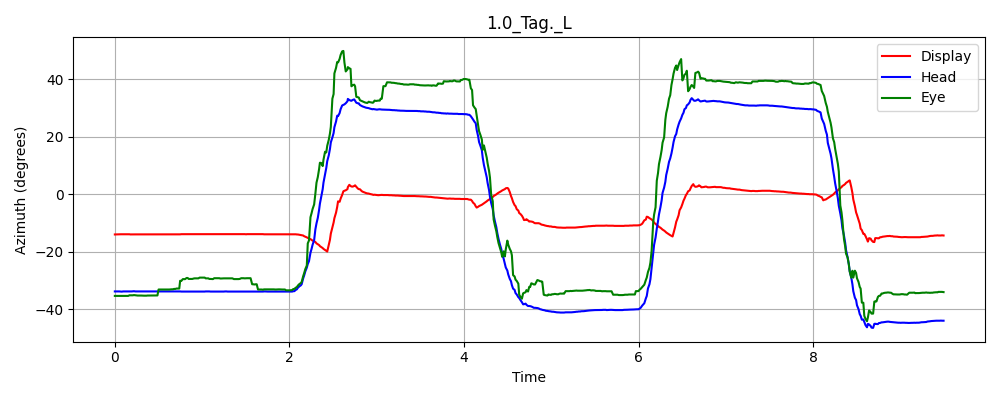 1.0_Tag._L
Display
Head
Eye
Azimuth (degrees)
40
20
0
−20
−40
0 2 4 6 8
Time